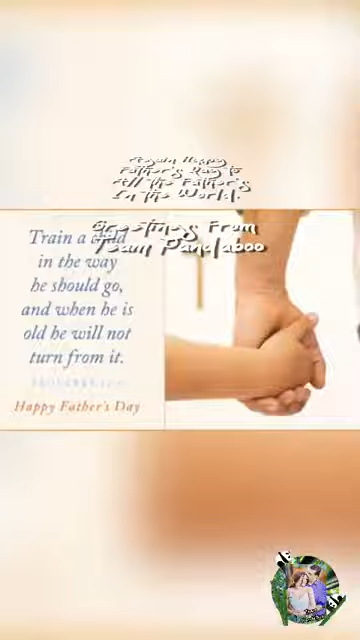 Again Happy
Father's Day to
All The Father's
In The World.
Greetings From
Team Pandaboo
Train a child
in the way
he should go,
and when he is
old he will not
turn from it.
Happy Father's Day